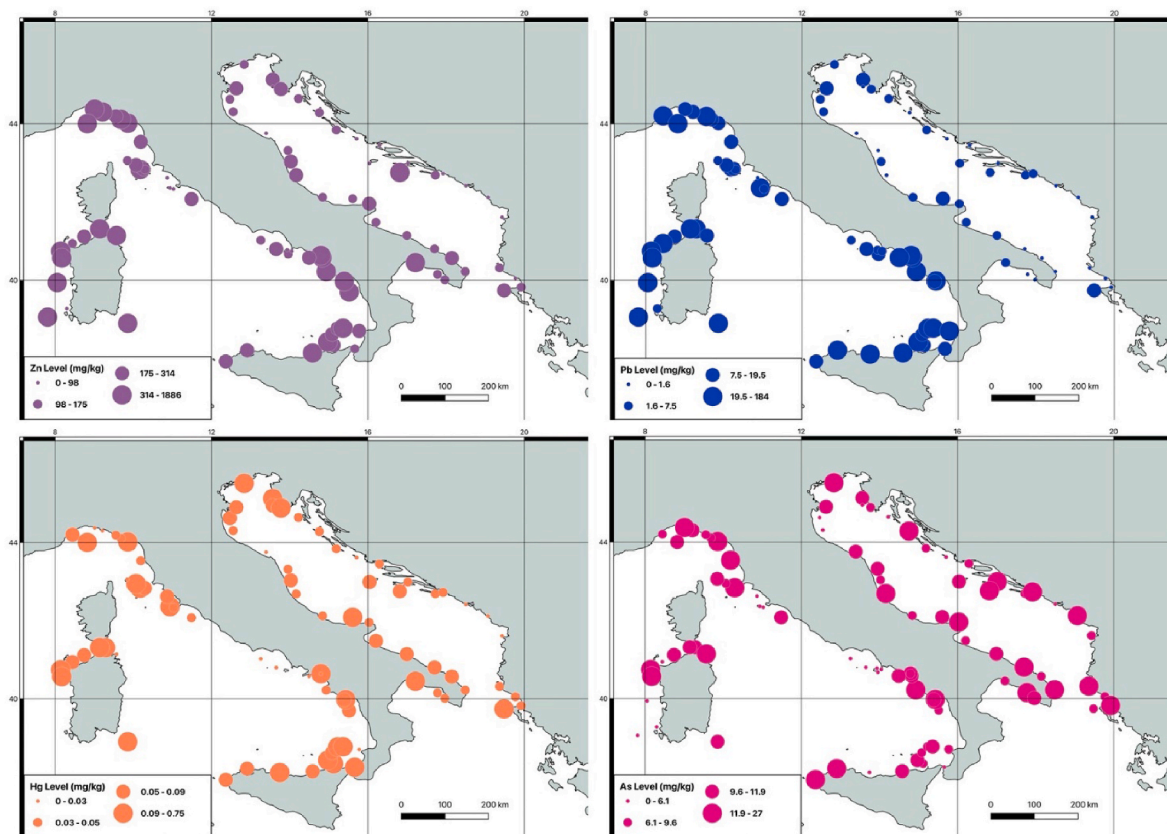 8 12 16 20
44
40
Zn Level (mg/kg)
0 - 98
98 - 175
175 - 314
314 - 1886
0 100 200 km
8 12 16 20
44
40
Pb Level (mg/kg)
0 - 1.6
1.6 - 7.5
7.5 - 19.5
19.5 - 184
0 100 200 km
8 12 16 20
44
40
Hg Level (mg/kg)
0 - 0.03
0.03 - 0.05
0.05 - 0.09
0.09 - 0.75
0 100 200 km
8 12 16 20
44
40
As Level (mg/kg)
0 - 6.1
6.1 - 9.6
9.6 - 11.9
11.9 - 27
0 100 200 km